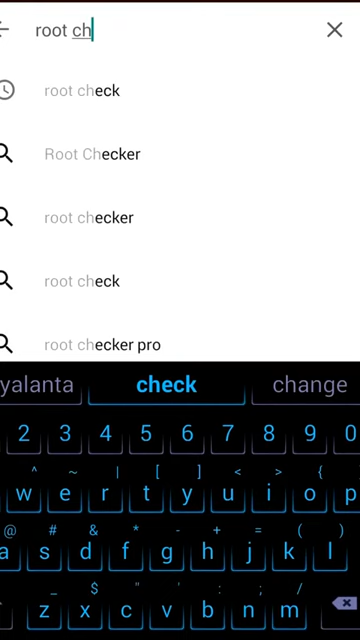 root ch
root check
Root Checker
root checker
root check
root checker pro
yalanta check change
2 3 4 5 6 7 8 9 0
^ ~ | [ ] < > {
w e r t y u i o p
@ # & * - + = ( )
a s d f g h j k l
_ $ " ' : ; /
z x c v b n m